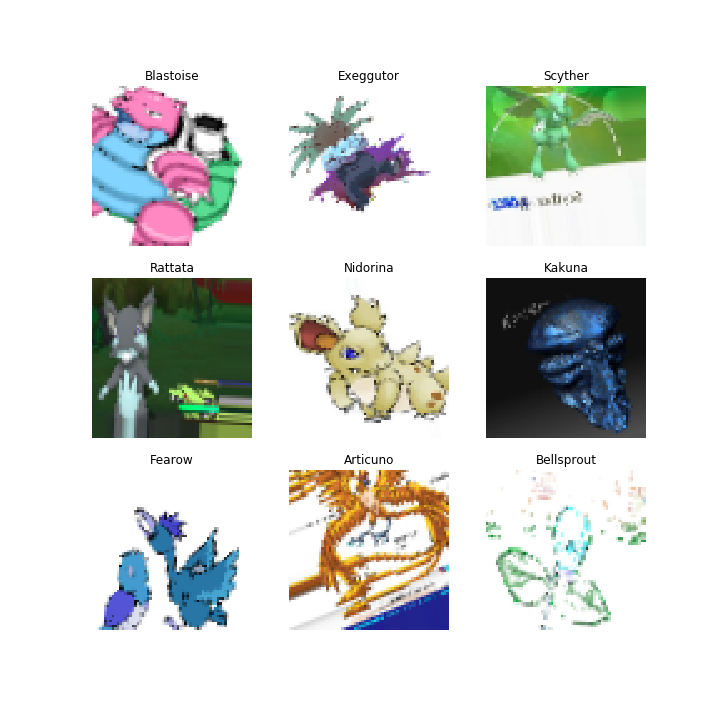 Blastoise
Exeggutor
Scyther
Rattata
Nidorina
Kakuna
Fearow
Articuno
Bellsprout